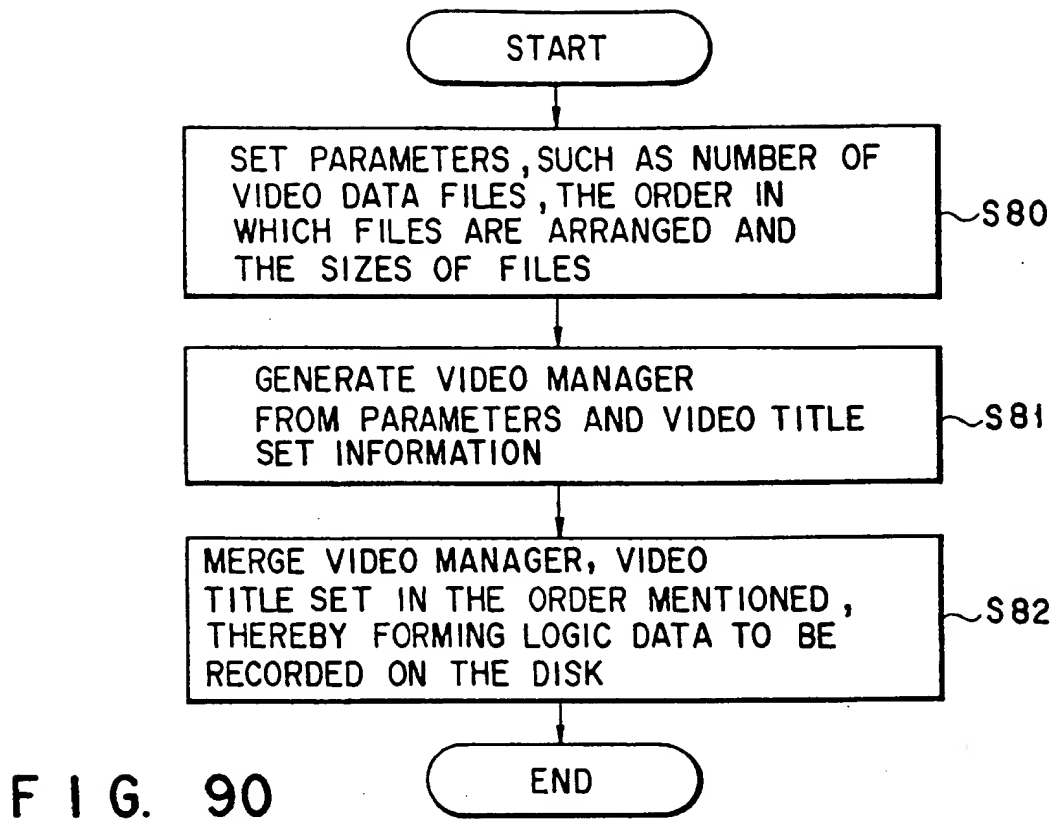 START
SET PARAMETERS, SUCH AS NUMBER OF
VIDEO DATA FILES, THE ORDER IN
WHICH FILES ARE ARRANGED AND
THE SIZES OF FILES
S80
GENERATE VIDEO MANAGER
FROM PARAMETERS AND VIDEO TITLE
SET INFORMATION
S81
MERGE VIDEO MANAGER, VIDEO
TITLE SET IN THE ORDER MENTIONED,
THEREBY FORMING LOGIC DATA TO BE
RECORDED ON THE DISK
S82
END
FIG. 90